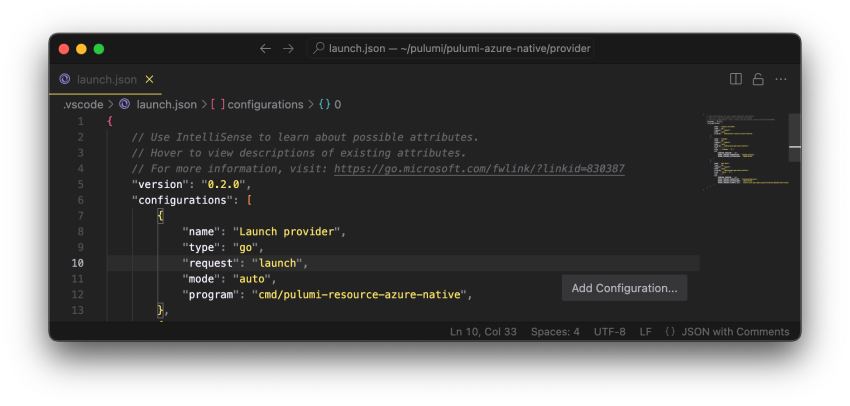 launch.json — ~/pulumi/pulumi-azure-native/provider
launch.json
.vscode > launch.json > [ ] configurations > { } 0
1 {
2 // Use IntelliSense to learn about possible attributes.
3 // Hover to view descriptions of existing attributes.
4 // For more information, visit: https://go.microsoft.com/fwlink/?linkid=830387
5 "version": "0.2.0",
6 "configurations": [
7 {
8 "name": "Launch provider",
9 "type": "go",
10 "request": "launch",
11 "mode": "auto",
12 "program": "cmd/pulumi-resource-azure-native",
13 },
Add Configuration...
Ln 10, Col 33 Spaces: 4 UTF-8 LF { } JSON with Comments